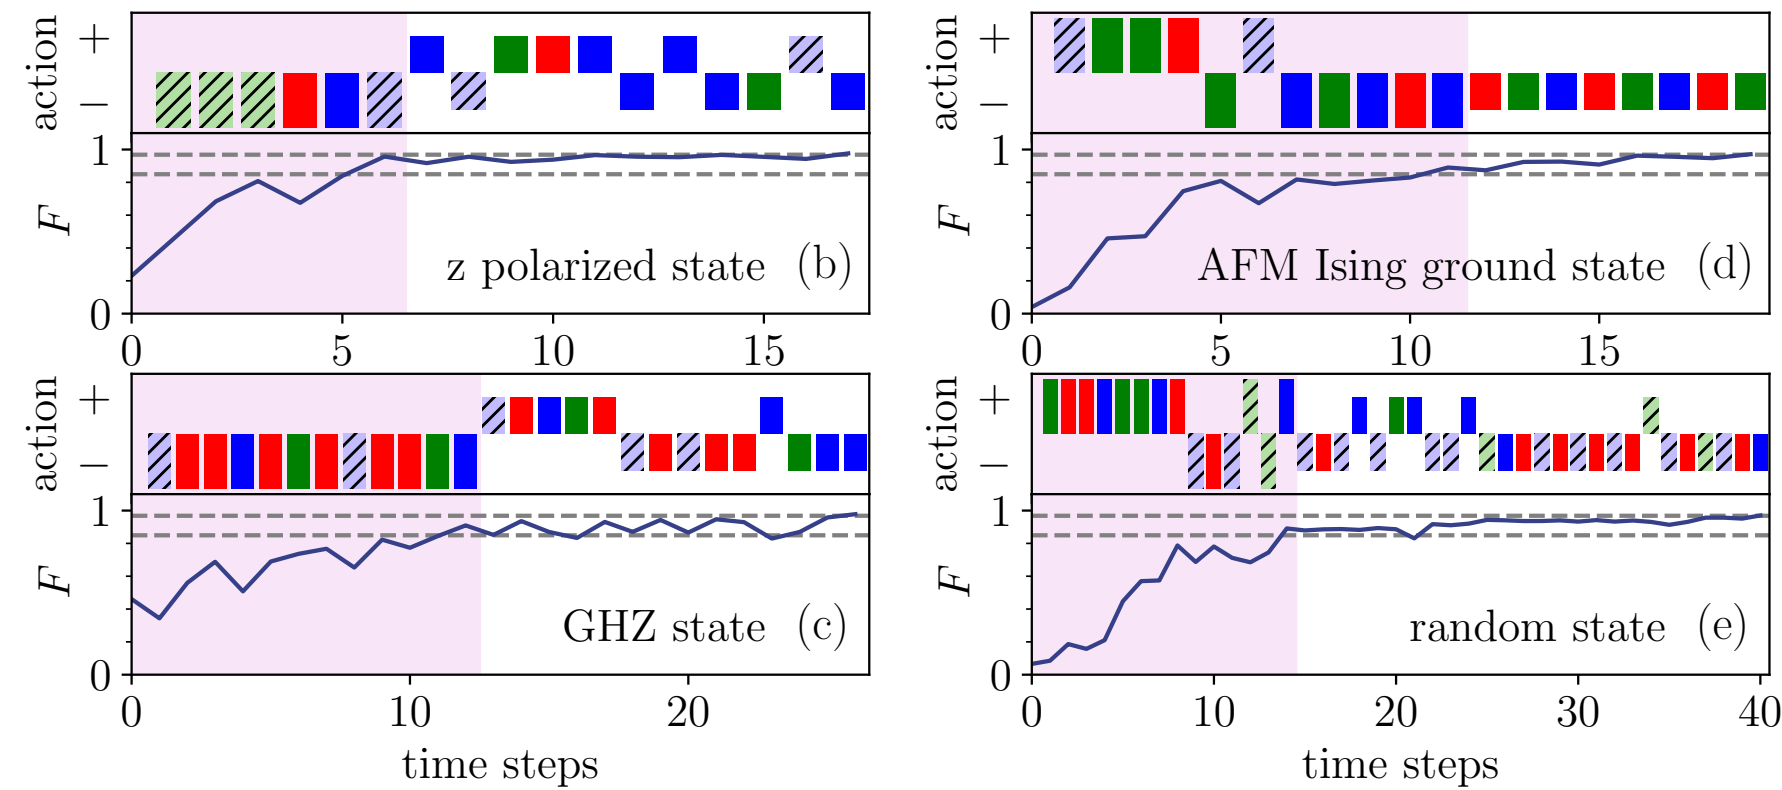 action
+
−
1
F
0
z polarized state (b)
0 5 10 15
action
+
−
1
F
0
AFM Ising ground state (d)
0 5 10 15
action
+
−
1
F
0
GHZ state (c)
0 10 20
time steps
action
+
−
1
F
0
random state (e)
0 10 20 30 40
time steps